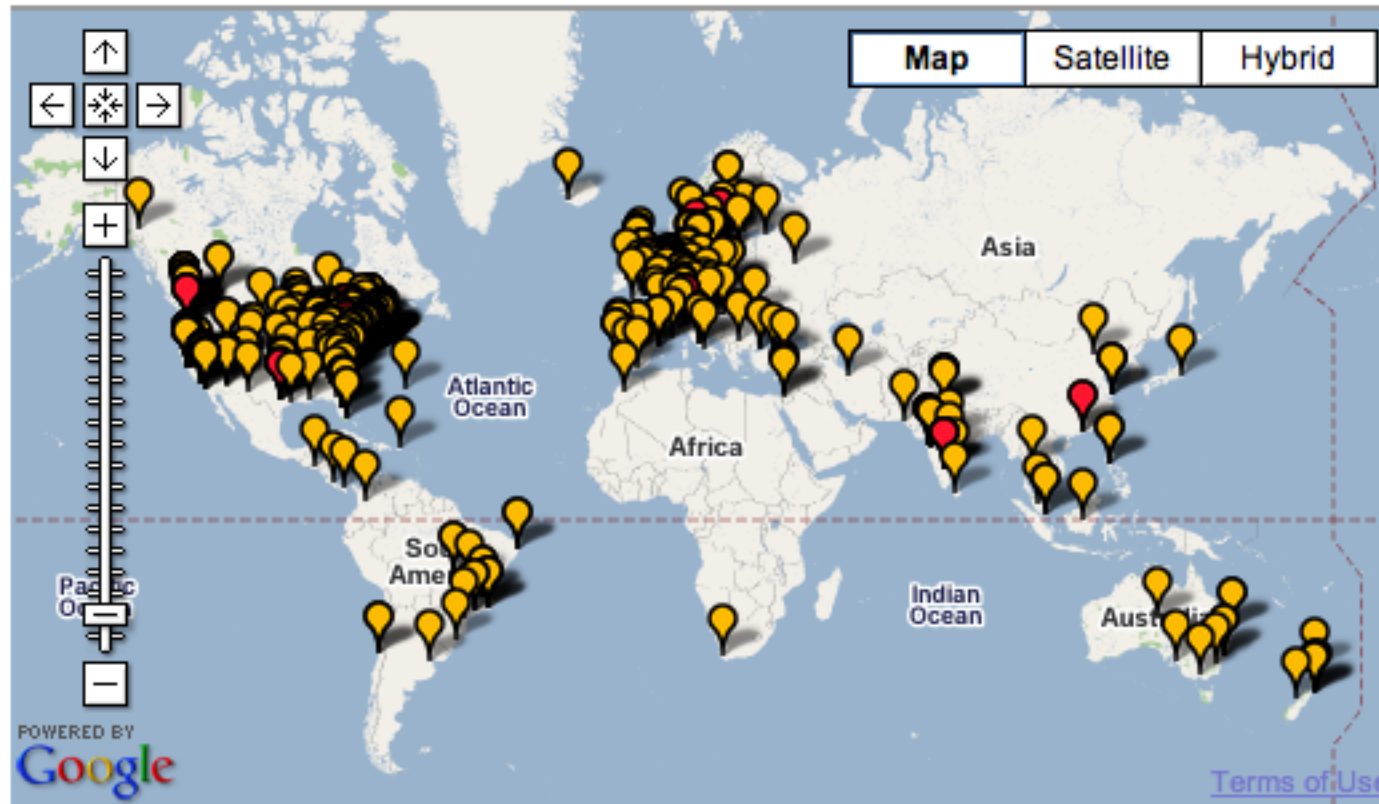 Map
Satellite
Hybrid
Asia
Atlantic
Ocean
Africa
Indian
Ocean
POWERED BY
Google
Terms of Use